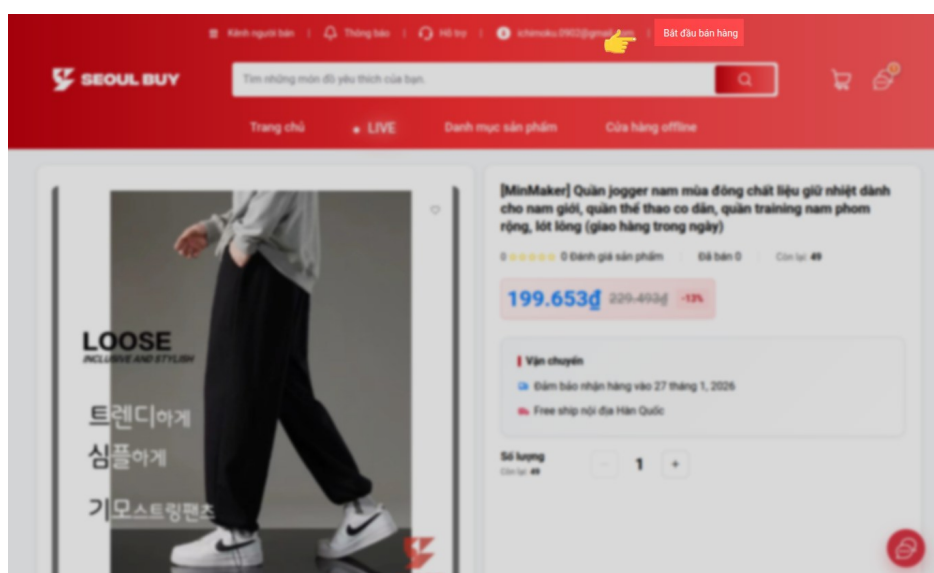 Kênh người bán | Thông báo | Hỗ trợ | ichimoku.0902@gmail.com | Bắt đầu bán hàng
SEOUL BUY
Tìm những món đồ yêu thích của bạn.
Trang chủ
LIVE
Danh mục sản phẩm
Cửa hàng offline
[MinMaker] Quần jogger nam mùa đông chất liệu giữ nhiệt dành
cho nam giới, quần thể thao co dãn, quần training nam phom
rộng, lót lông (giao hàng trong ngày)
0 0 Đánh giá sản phẩm Đã bán 0 Còn lại: 49
199.653₫ 229.493₫ -13%
Vận chuyển
Đảm bảo nhận hàng vào 27 tháng 1, 2026
Free ship nội địa Hàn Quốc
Số lượng
Còn lại: 49
- 1 +
LOOSE
INCLUSIVE AND STYLISH
트렌디하게
심플하게
기모스트링팬츠